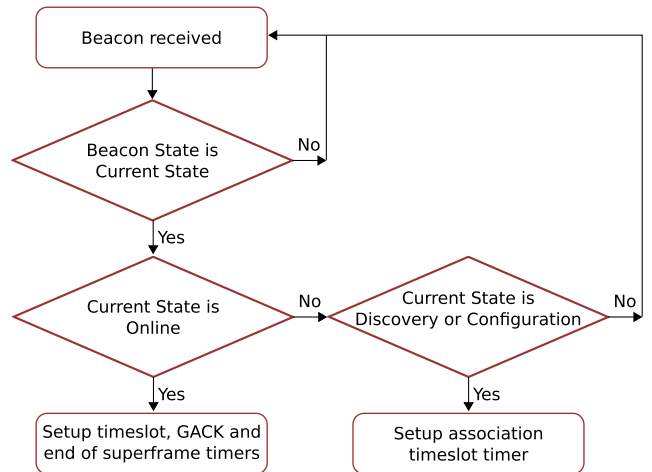 Beacon received
Beacon State is
Current State
No
Yes
Current State is
Online
No
Current State is
Discovery or Configuration
No
Yes
Yes
Setup timeslot, GACK and
end of superframe timers
Setup association
timeslot timer